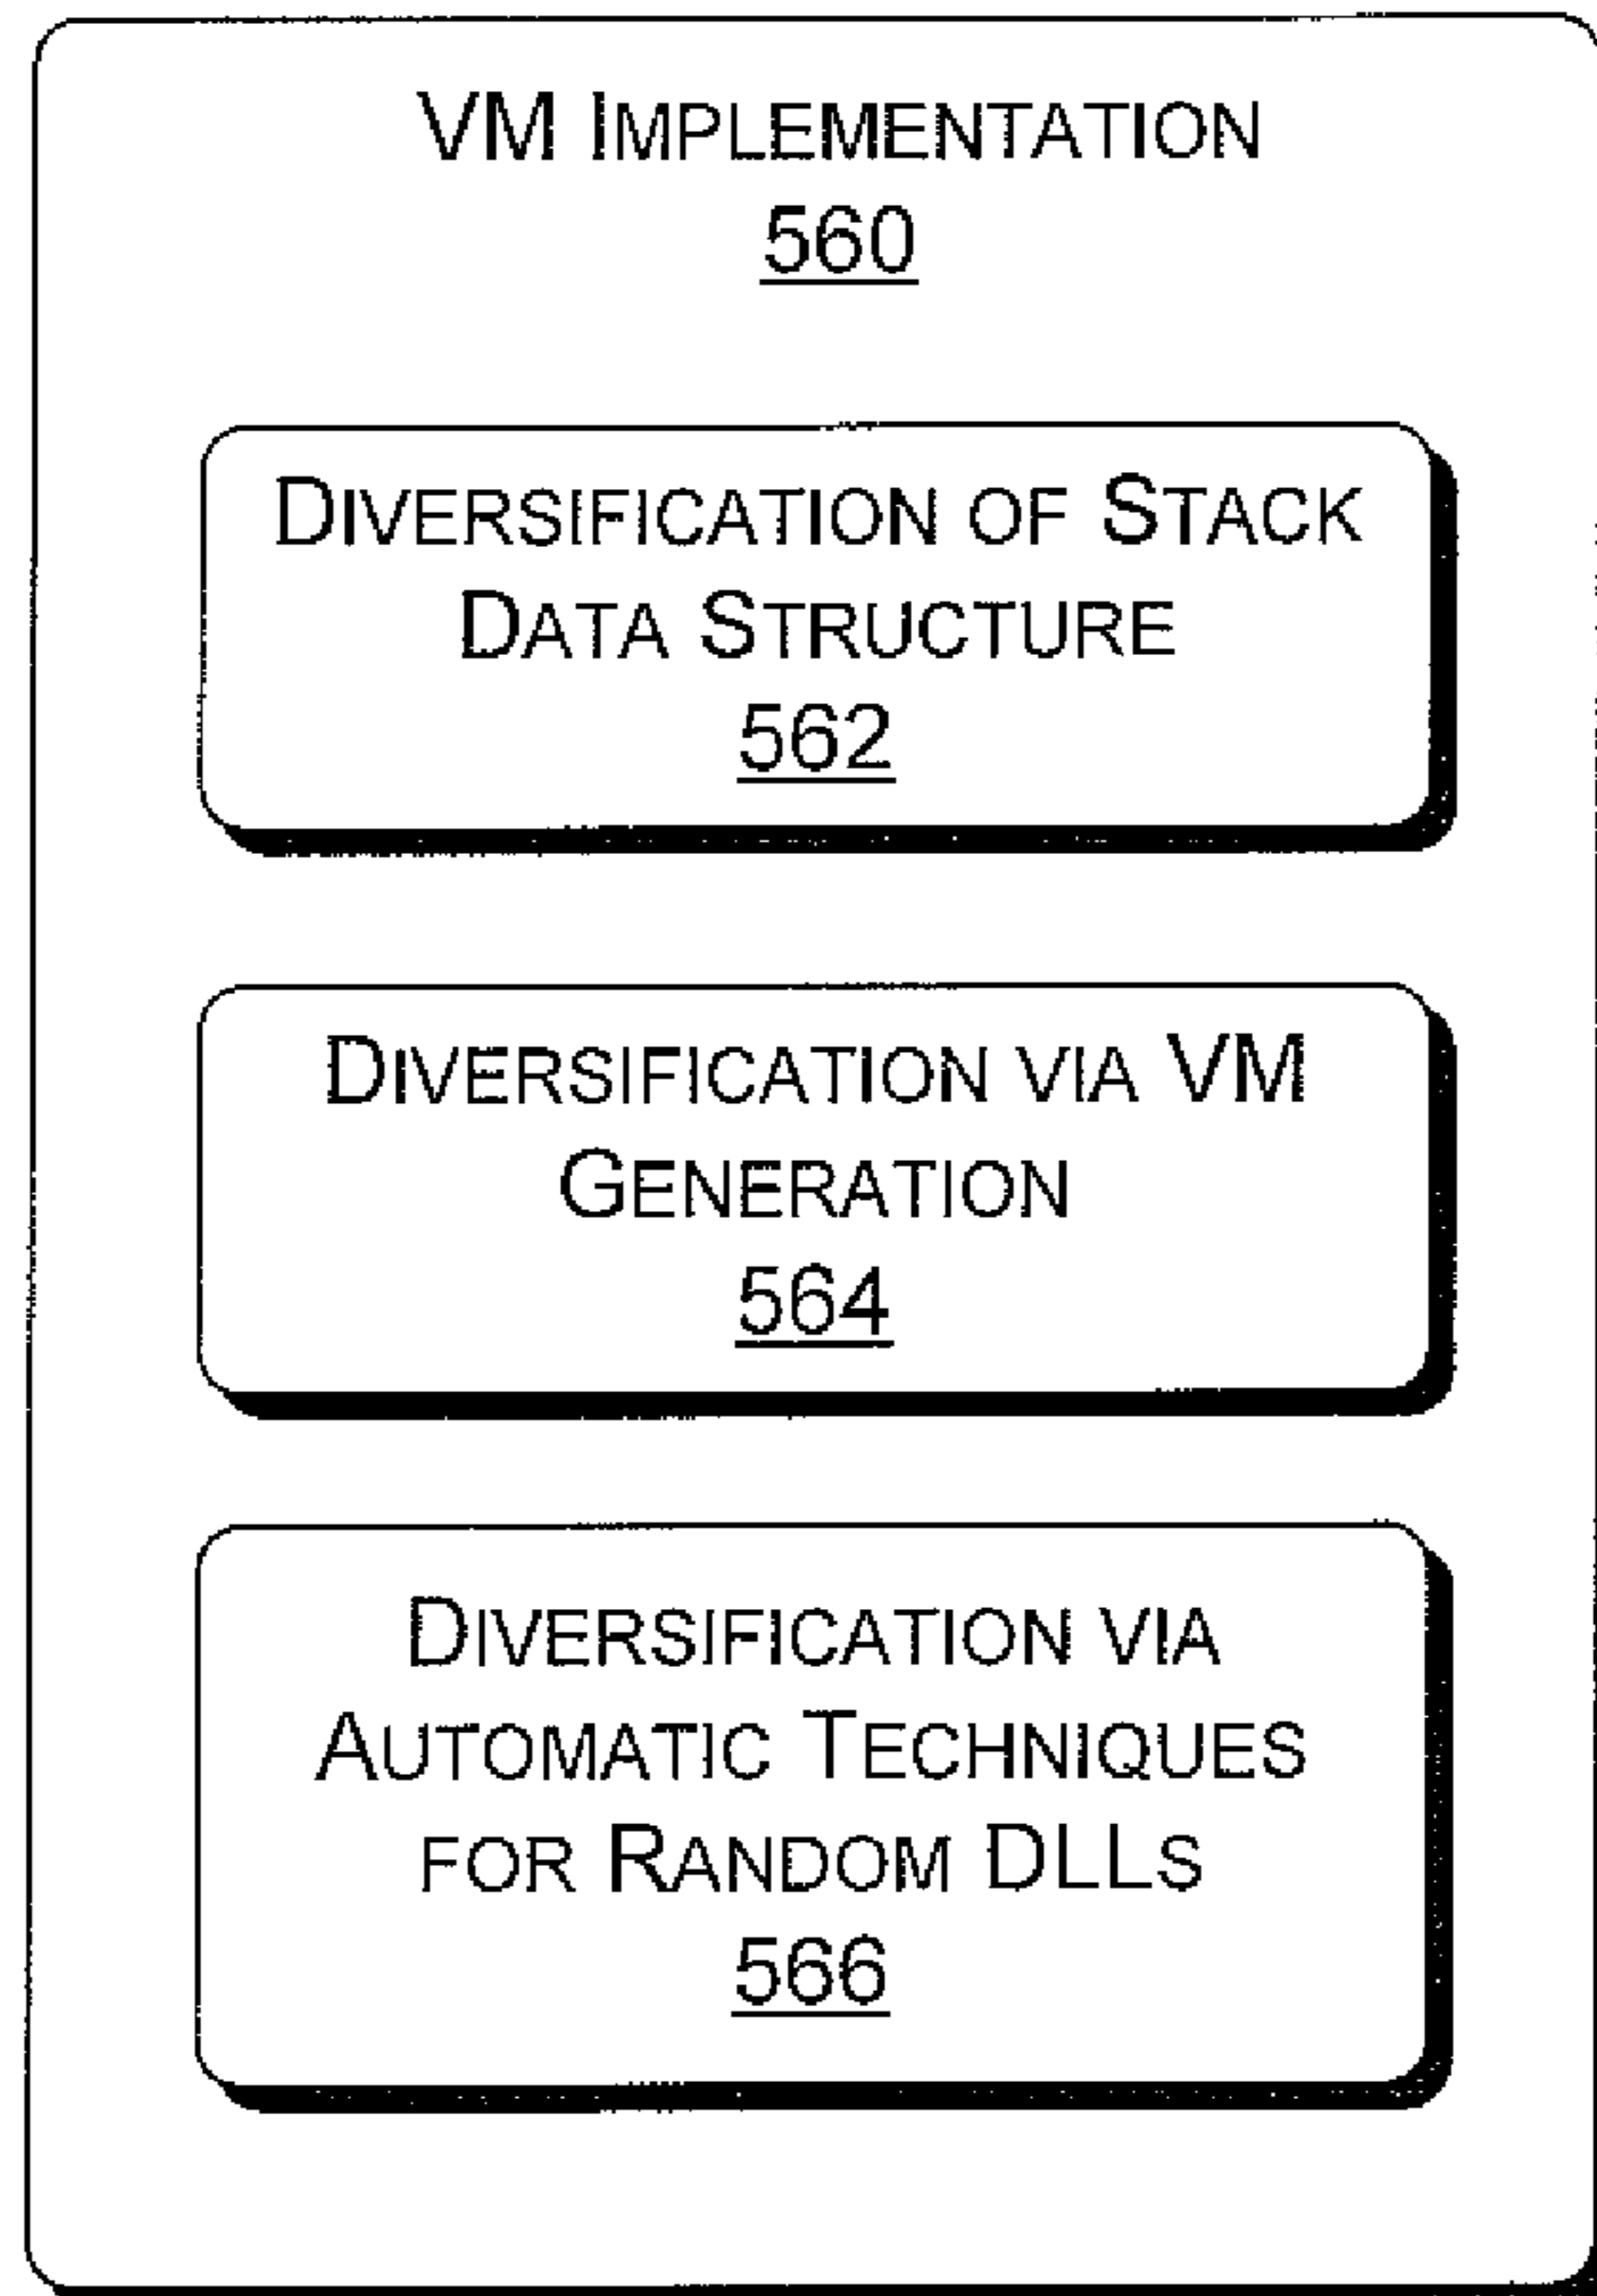 VM IMPLEMENTATION
560
DIVERSIFICATION OF STACK
DATA STRUCTURE
562
DIVERSIFICATION VIA VM
GENERATION
564
DIVERSIFICATION VIA
AUTOMATIC TECHNIQUES
FOR RANDOM DLLS
566